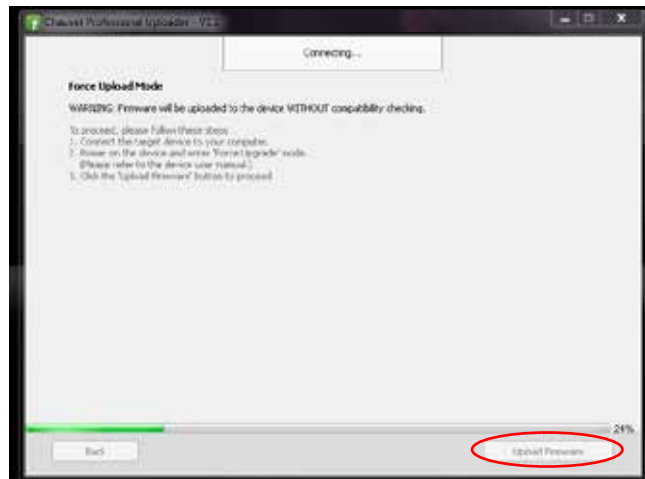 Chauvet Professional Uploader - V1.2
Connecting...
Force Upload Mode
WARNING: Firmware will be uploaded to the device WITHOUT compatibility checking.
To proceed, please follow these steps
1. Connect the target device to your computer.
2. Power on the device and enter 'Force Upgrade' mode.
(Please refer to the device user manual.)
3. Click the 'Upload Firmware' button to proceed
24%
Back
Upload Firmware